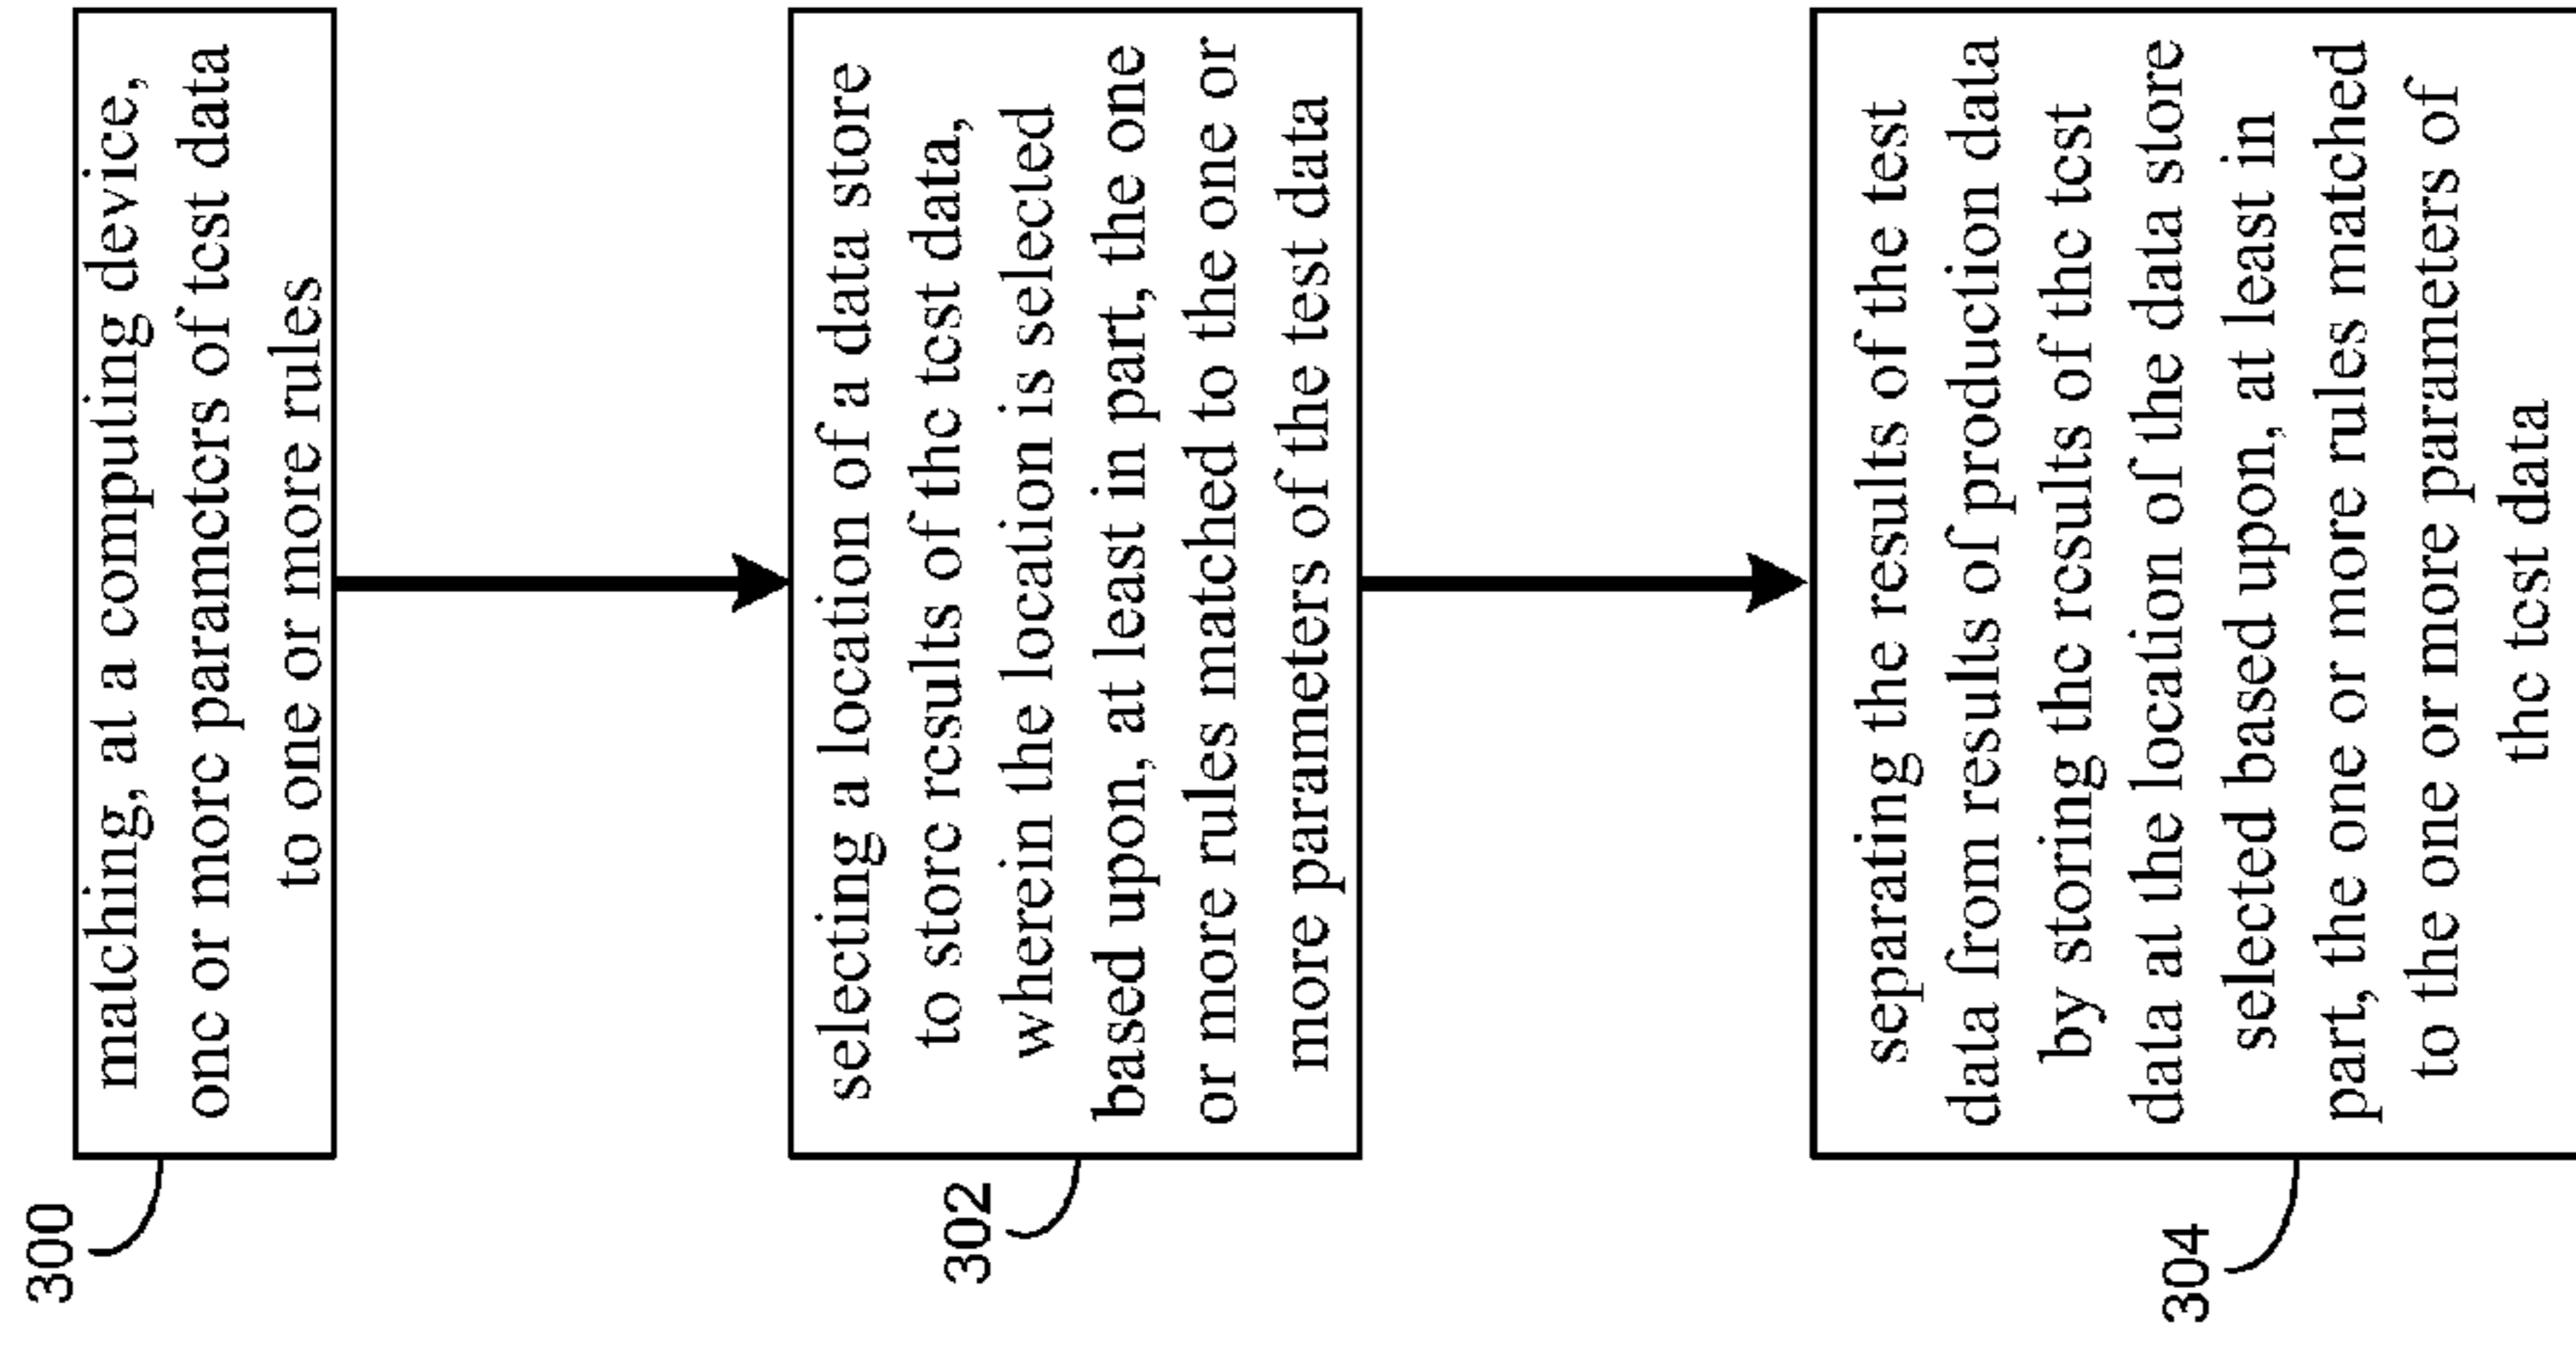 300
matching, at a computing device,
one or more parameters of test data
to one or more rules
302
selecting a location of a data store
to store results of the test data,
wherein the location is selected
based upon, at least in part, the one
or more rules matched to the one or
more parameters of the test data
304
separating the results of the test
data from results of production data
by storing the results of the test
data at the location of the data store
selected based upon, at least in
part, the one or more rules matched
to the one or more parameters of
the test data